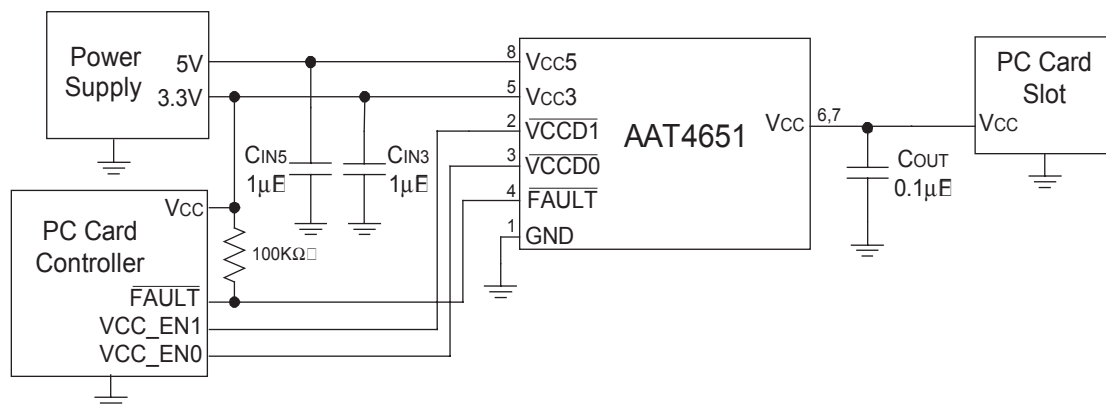 Power
Supply
5V
3.3V
8
VCC5
5
VCC3
2
VCCD1
3
VCCD0
4
FAULT
1
GND
AAT4651
VCC
6,7
PC Card
Slot
VCC
CIN5
1µF
CIN3
1µF
COUT
0.1µF
PC Card
Controller
VCC
100KΩ
FAULT
VCC_EN1
VCC_EN0